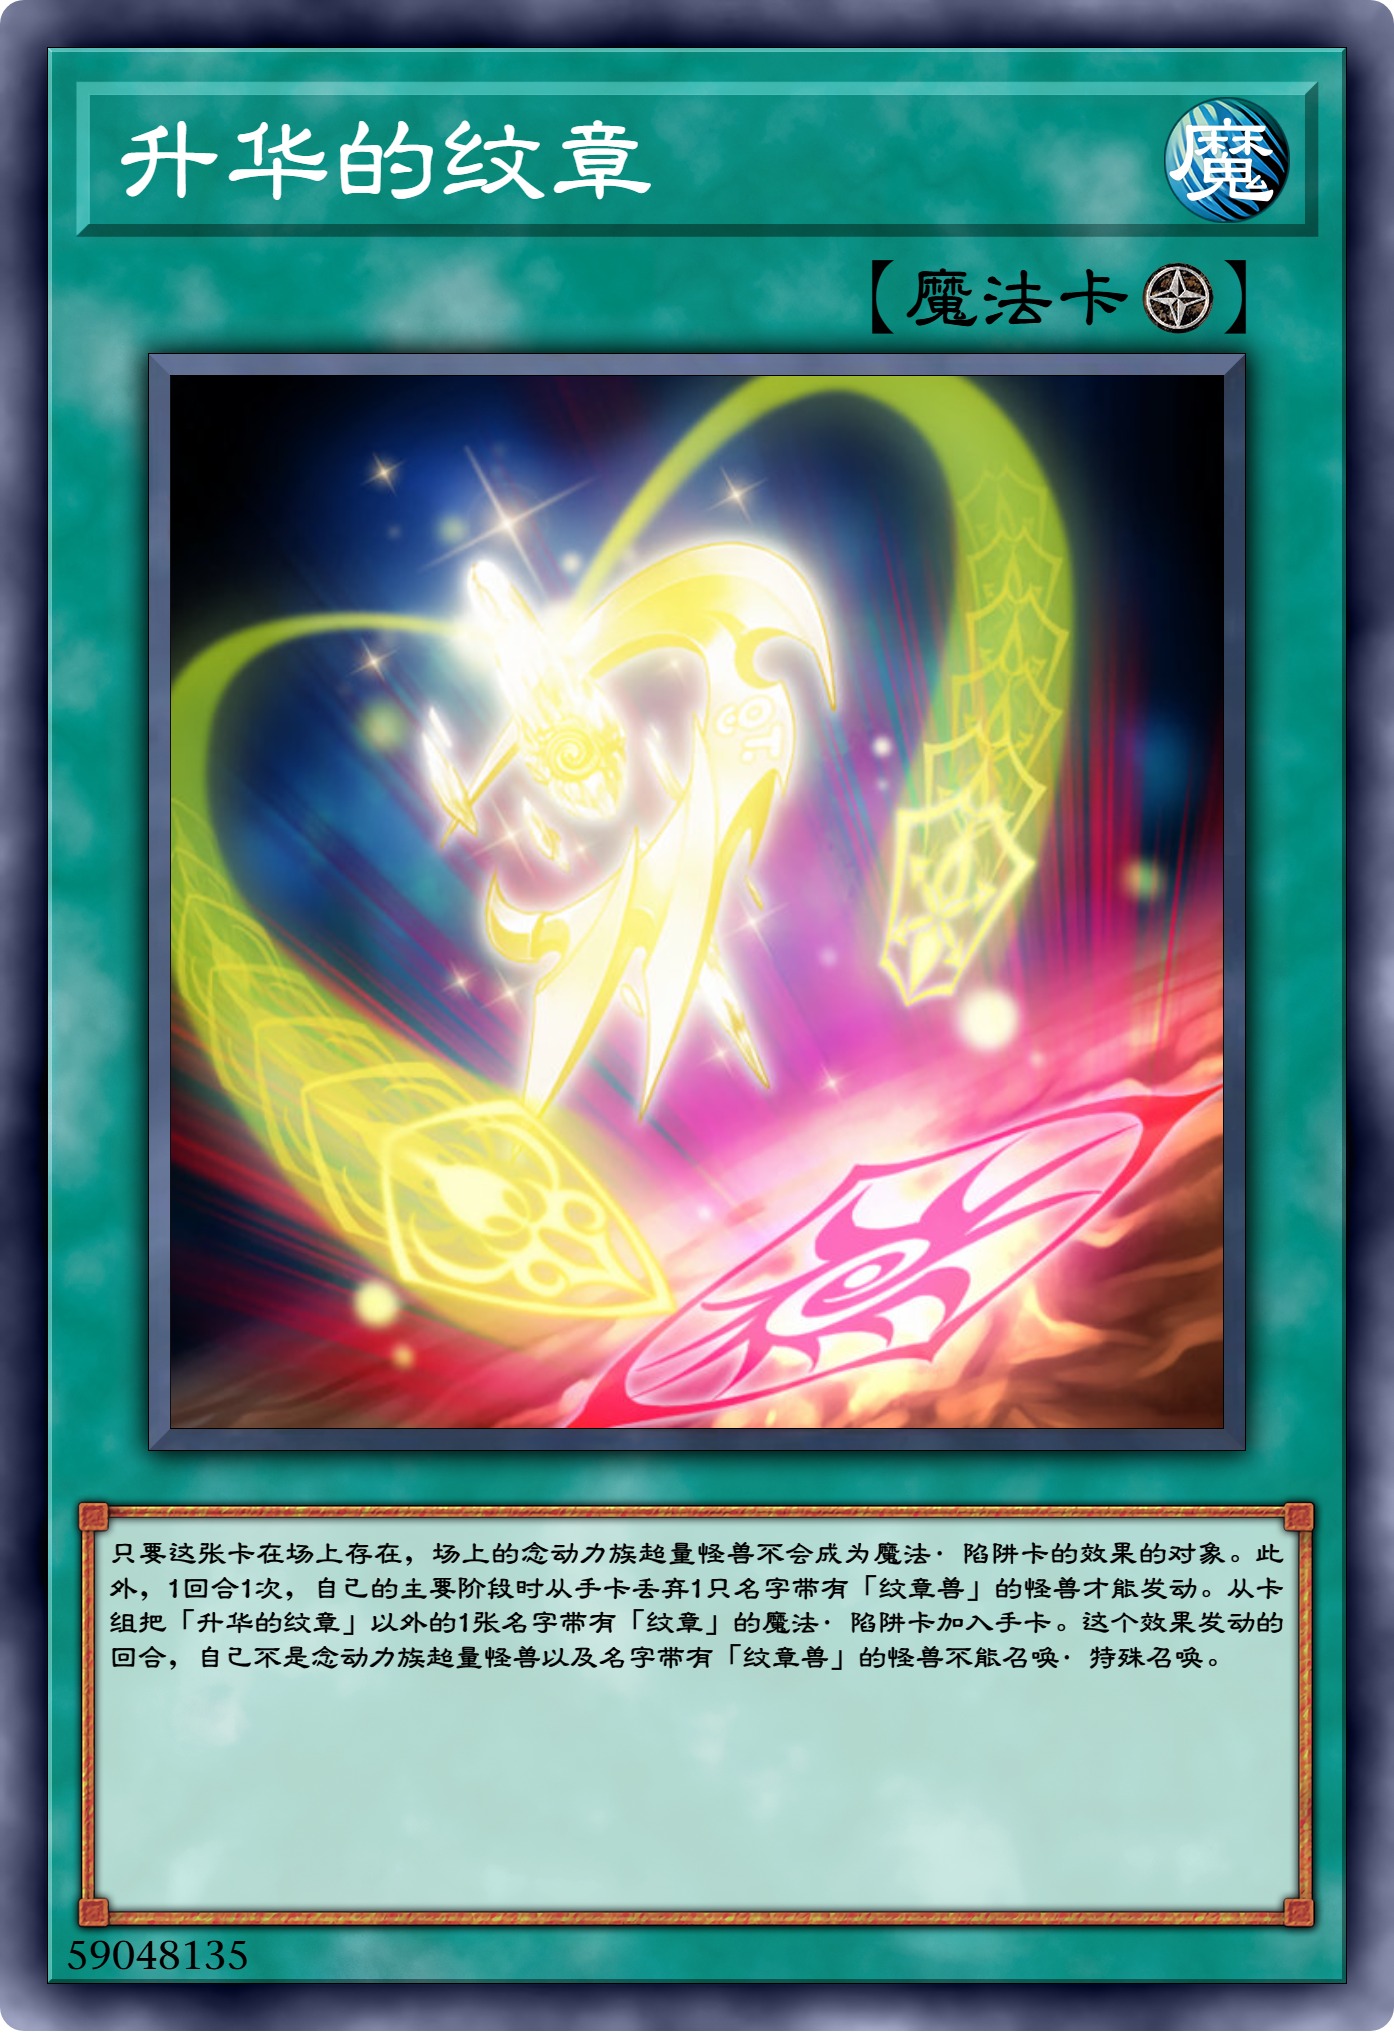 升华的纹章
魔
【魔法卡】
只要这张卡在场上存在，场上的念动力族超量怪兽不会成为魔法·陷阱卡的效果的对象。此
外，1回合1次，自己的主要阶段时从手卡丢弃1只名字带有「纹章兽」的怪兽才能发动。从卡
组把「升华的纹章」以外的1张名字带有「纹章」的魔法·陷阱卡加入手卡。这个效果发动的
回合，自己不是念动力族超量怪兽以及名字带有「纹章兽」的怪兽不能召唤·特殊召唤。
59048135